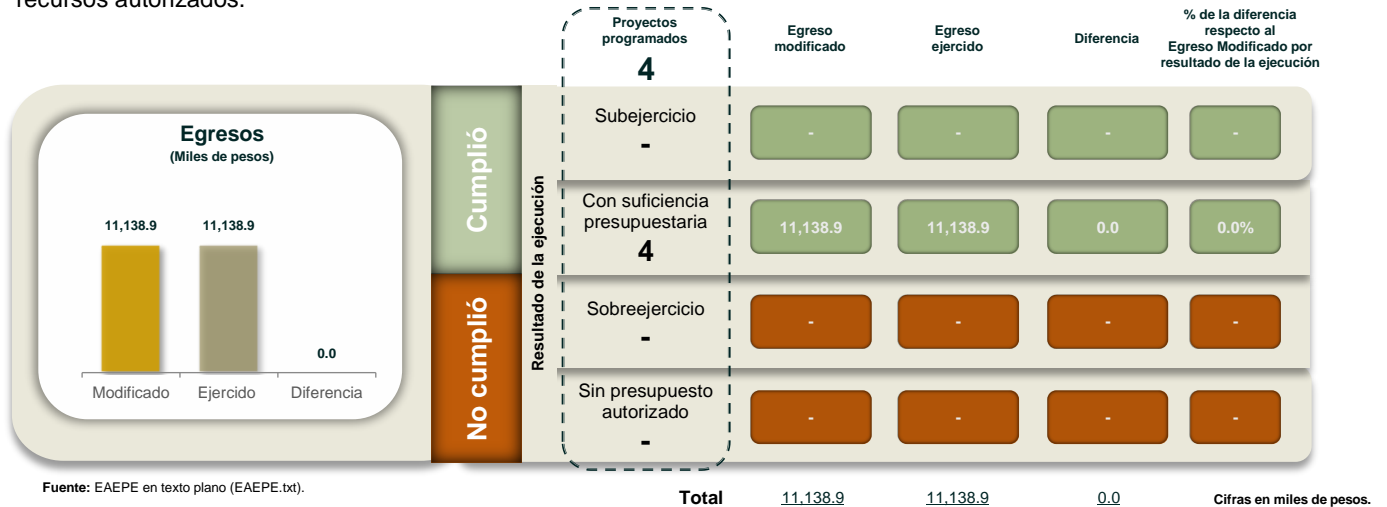 recursos autorizados.
Proyectos
programados
4
Egreso
modificado
Egreso
ejercido
Diferencia
% de la diferencia
respecto al
Egreso Modificado por
resultado de la ejecución
Egresos
(Miles de pesos)
11,138.9
11,138.9
0.0
Modificado
Ejercido
Diferencia
Cumplió
No cumplió
Resultado de la ejecución
Subejercicio
-
-
-
-
-
Con suficiencia
presupuestaria
4
11,138.9
11,138.9
0.0
0.0%
Sobreejercicio
-
-
-
-
-
Sin presupuesto
autorizado
-
-
-
-
-
Fuente: EAEPE en texto plano (EAEPE.txt).
Total
11,138.9
11,138.9
0.0
Cifras en miles de pesos.